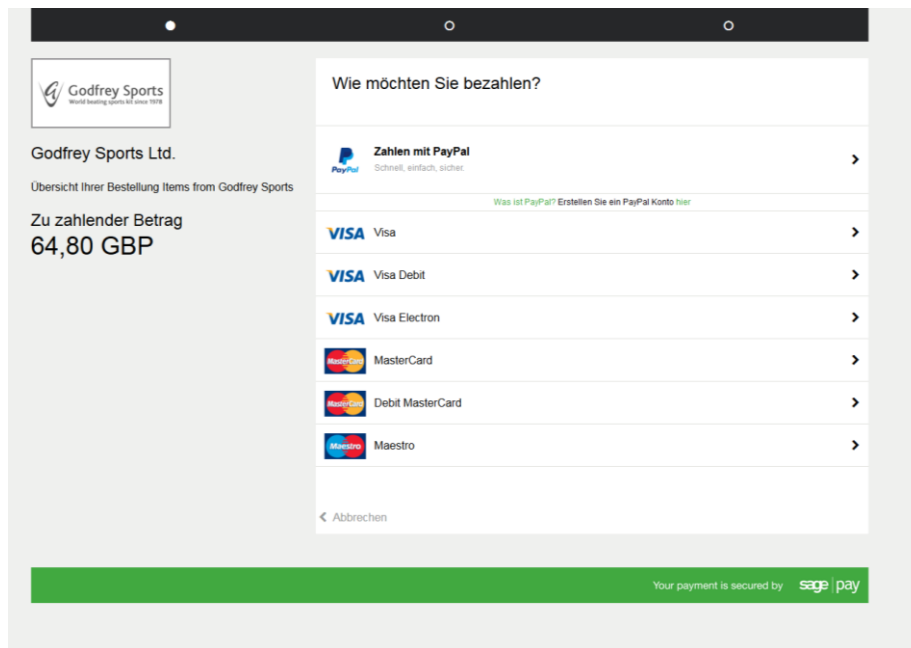 Godfrey Sports
World beating sports kit since 1978
Godfrey Sports Ltd.
Übersicht Ihrer Bestellung Items from Godfrey Sports
Zu zahlender Betrag
64,80 GBP
Wie möchten Sie bezahlen?
PayPal
Zahlen mit PayPal
Schnell, einfach, sicher.
Was ist PayPal? Erstellen Sie ein PayPal Konto hier
VISA Visa
VISA Visa Debit
VISA Visa Electron
MasterCard MasterCard
MasterCard Debit MasterCard
Maestro Maestro
Abbrechen
Your payment is secured by sage pay